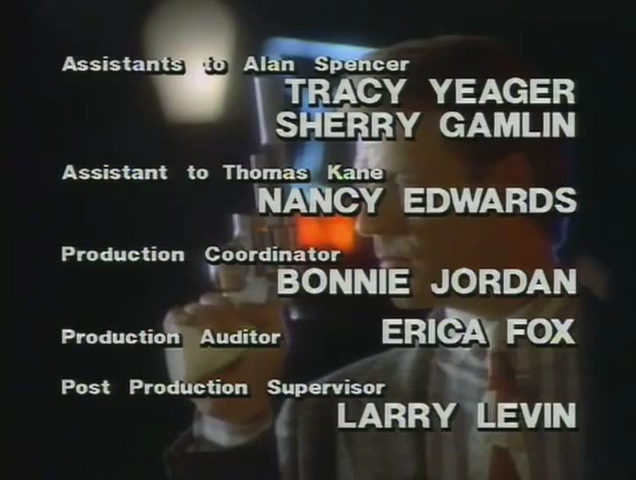 Assistants to Alan Spencer
TRACY YEAGER
SHERRY GAMLIN
Assistant to Thomas Kane
NANCY EDWARDS
Production Coordinator
BONNIE JORDAN
Production Auditor ERICA FOX
Post Production Supervisor
LARRY LEVIN